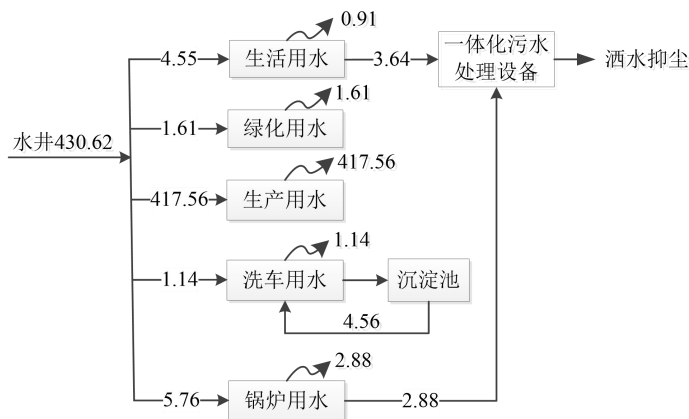 0.91
4.55
生活用水
3.64
一体化污水
处理设备
洒水抑尘
1.61
水井430.62
1.61
绿化用水
417.56
417.56
生产用水
1.14
1.14
洗车用水
沉淀池
4.56
2.88
5.76
锅炉用水
2.88